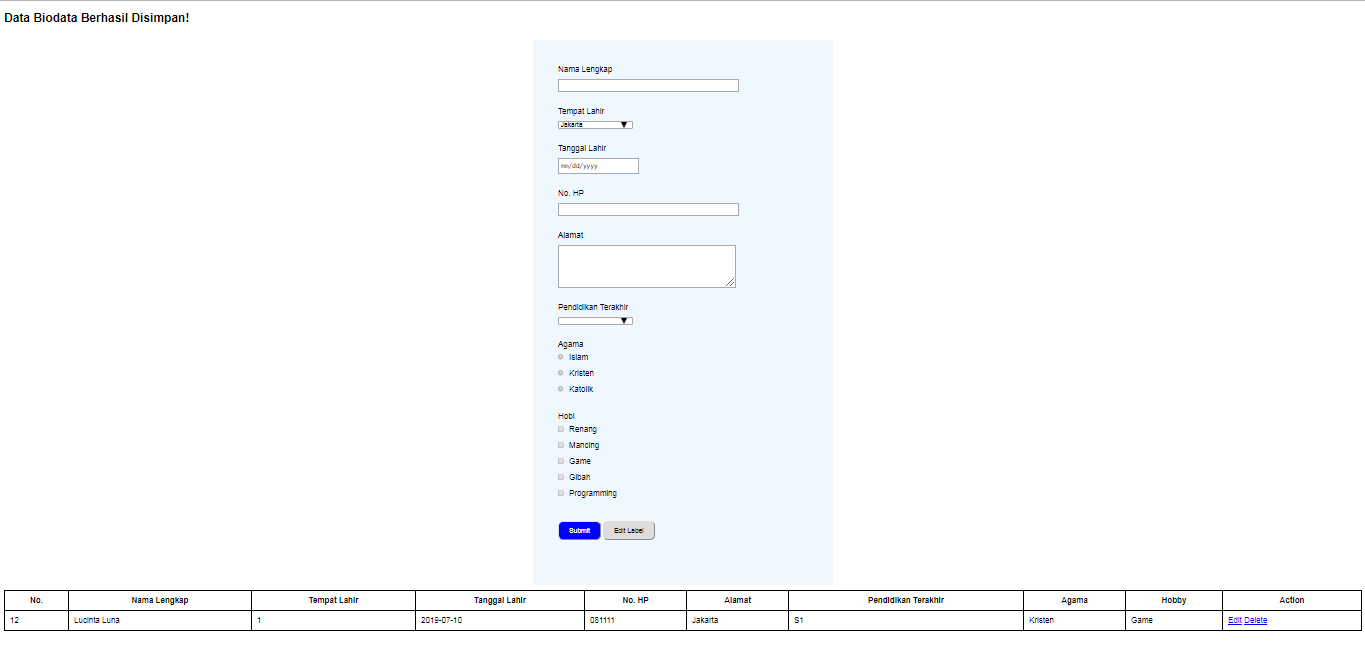 Data Biodata Berhasil Disimpan!
Nama Lengkap
Tempat Lahir
Jakarta
Tanggal Lahir
mm/dd/yyyy
No. HP
Alamat
Pendidikan Terakhir
Agama
Islam
Kristen
Katolik
Hobi
Renang
Mancing
Game
Gibah
Programming
Submit Edit Label
No. Nama Lengkap Tempat Lahir Tanggal Lahir No. HP Alamat Pendidikan Terakhir Agama Hobby Action
12 Lucinta Luna 1 2019-07-10 081111 Jakarta S1 Kristen Game Edit Delete